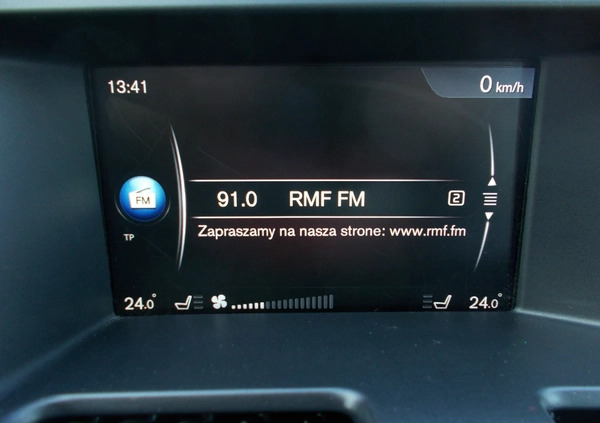 13:41 0 km/h
FM
91.0 RMF FM 2
TP
Zapraszamy na nasza strone: www.rmf.fm
24.0° 24.0°